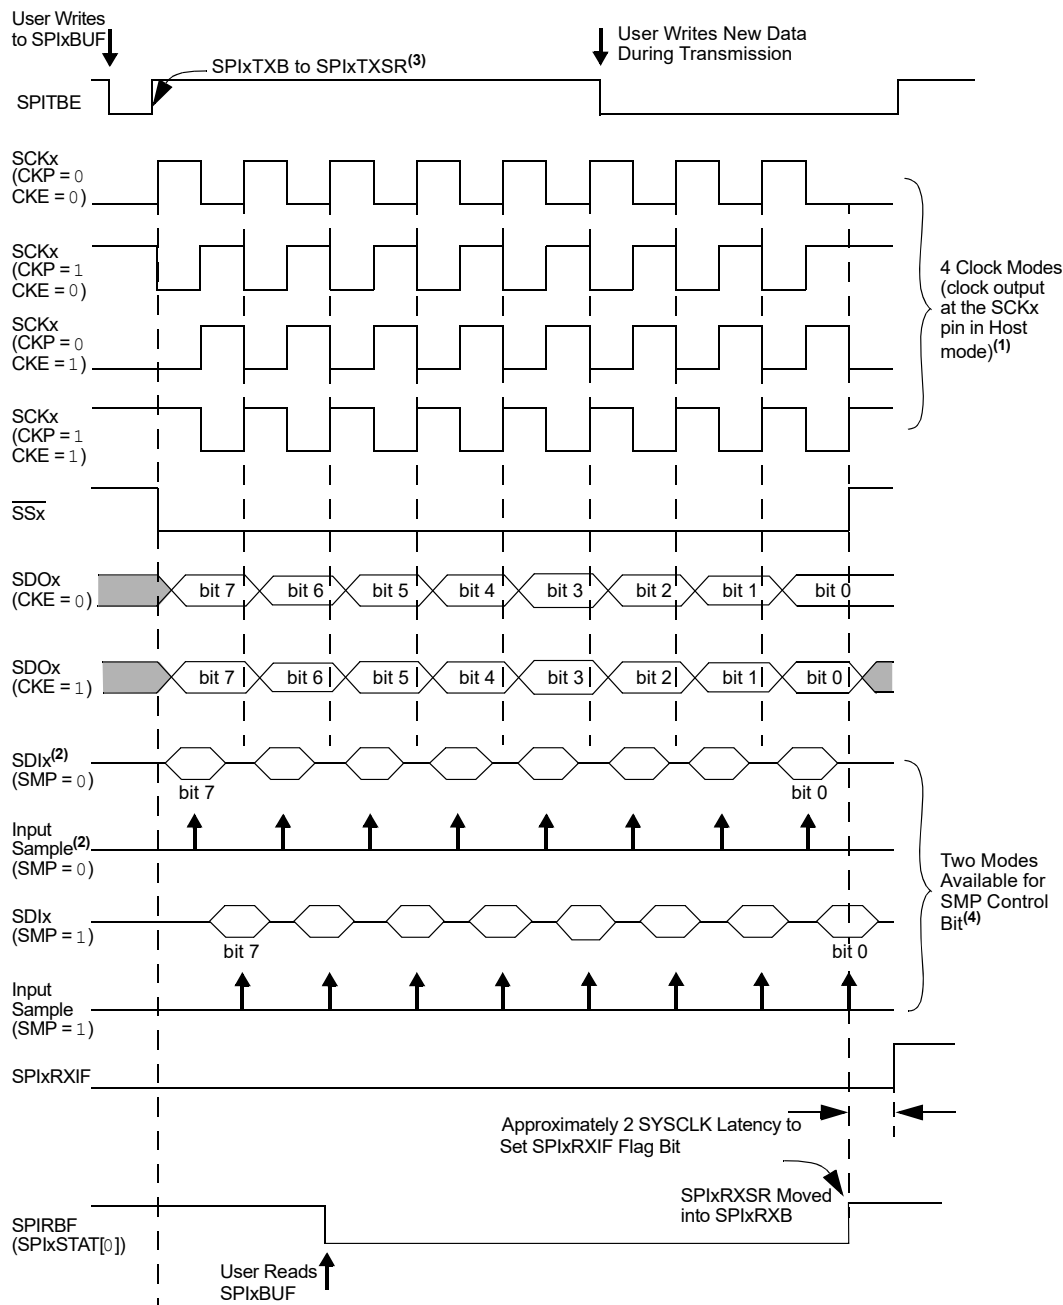 User Writes
to SPIxBUF
User Writes New Data
During Transmission
SPIxTXB to SPIxTXSR(3)
SPITBE
SCKx
(CKP = 0
CKE = 0)
SCKx
(CKP = 1
CKE = 0)
SCKx
(CKP = 0
CKE = 1)
SCKx
(CKP = 1
CKE = 1)
4 Clock Modes
(clock output
at the SCKx
pin in Host
mode)(1)
SSx
SDOx
(CKE = 0)
bit 7 bit 6 bit 5 bit 4 bit 3 bit 2 bit 1 bit 0
SDOx
(CKE = 1)
bit 7 bit 6 bit 5 bit 4 bit 3 bit 2 bit 1 bit 0
SDIx(2)
(SMP = 0)
bit 7 bit 0
Input
Sample(2)
(SMP = 0)
Two Modes
Available for
SMP Control
Bit(4)
SDIx
(SMP = 1)
bit 7 bit 0
Input
Sample
(SMP = 1)
SPIxRXIF
Approximately 2 SYSCLK Latency to
Set SPIxRXIF Flag Bit
SPIxRXSR Moved
into SPIxRXB
SPIRBF
(SPIxSTAT[0])
User Reads
SPIxBUF